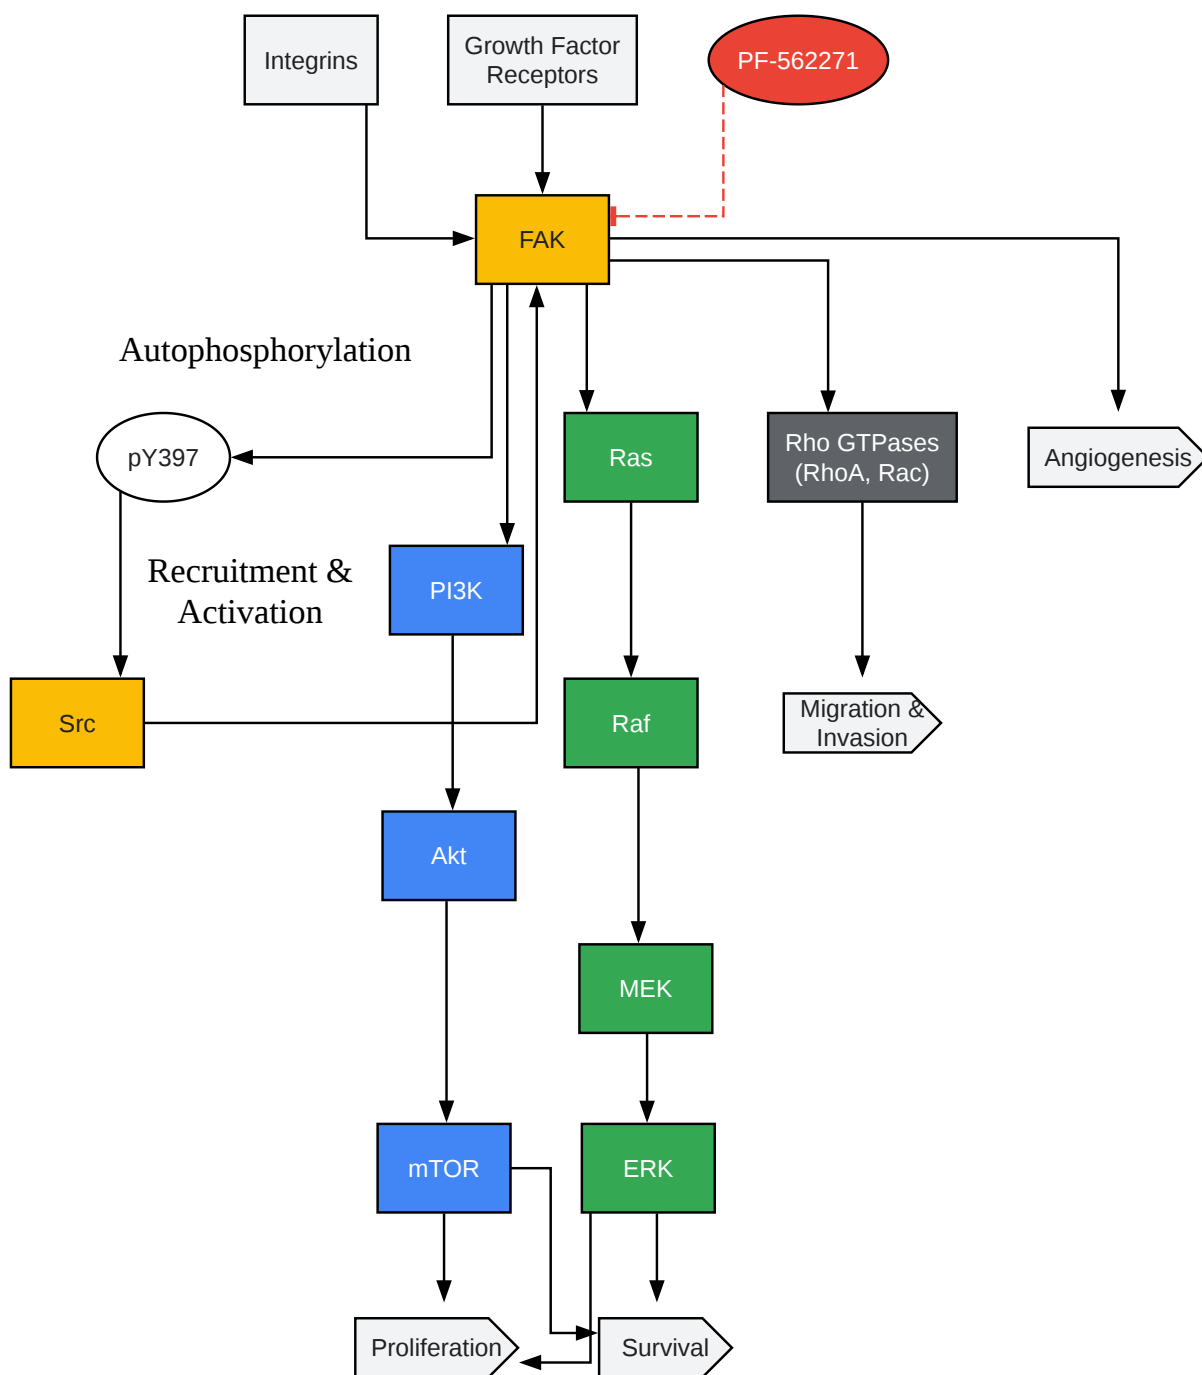 Integrins
Growth Factor
Receptors
PF-562271
FAK
Autophosphorylation
pY397
Ras
Rho GTPases
(RhoA, Rac)
Angiogenesis
Recruitment &
Activation
PI3K
Src
Raf
Migration &
Invasion
Akt
MEK
mTOR
ERK
Proliferation
Survival